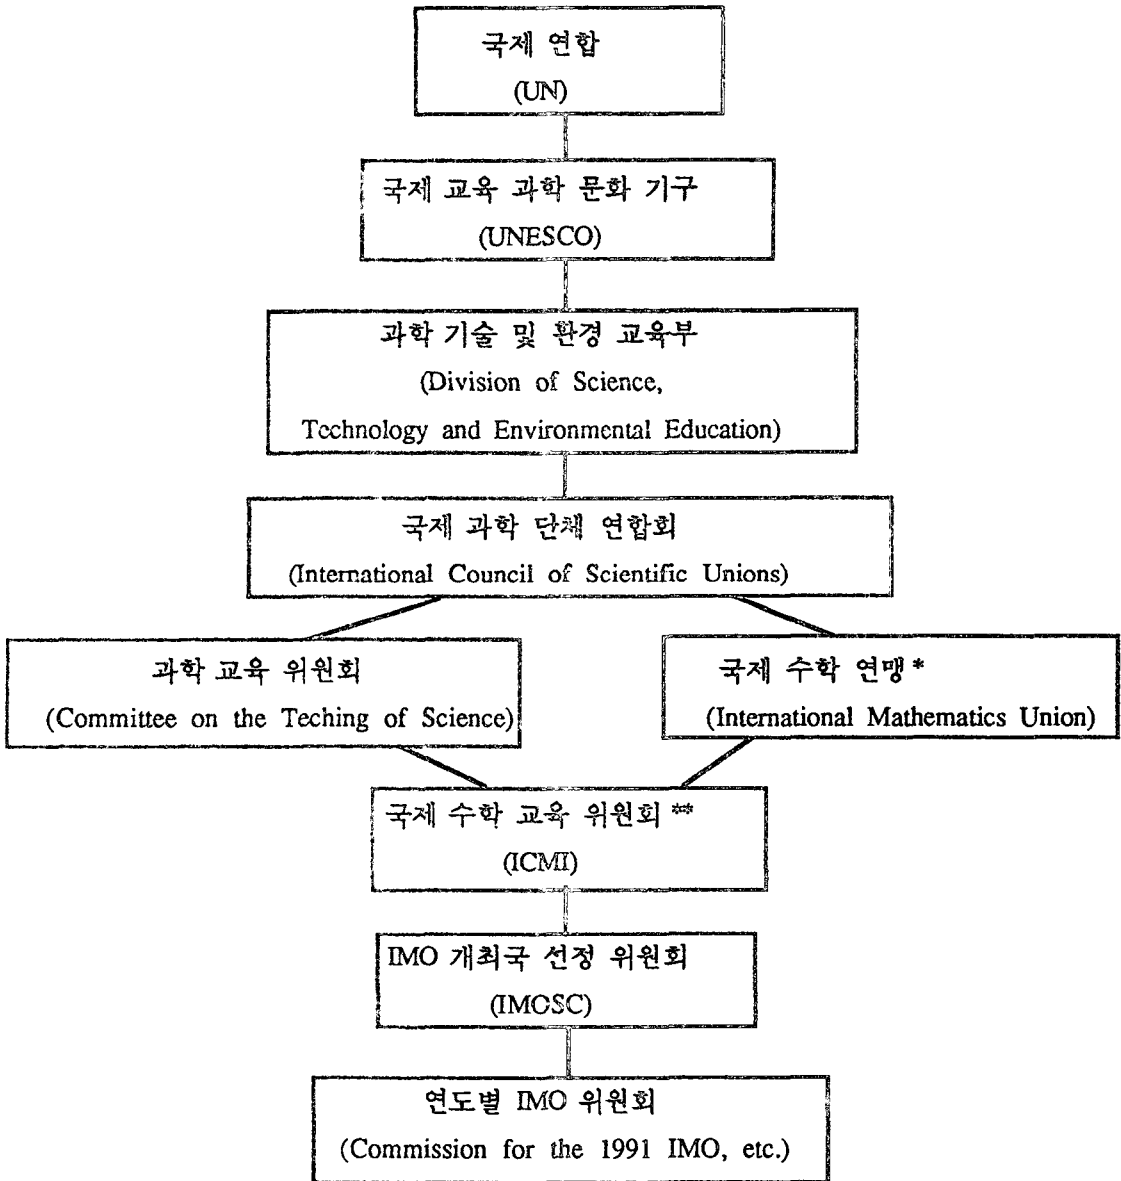 국제 연합
(UN)
국제 교육 과학 문화 기구
(UNESCO)
과학 기술 및 환경 교육부
(Division of Science,
Technology and Environmental Education)
국제 과학 단체 연합회
(International Council of Scientific Unions)
과학 교육 위원회
(Committee on the Teching of Science)
국제 수학 연맹 *
(International Mathematics Union)
국제 수학 교육 위원회 **
(ICMI)
IMO 개최국 선정 위원회
(IMOSC)
연도별 IMO 위원회
(Commission for the 1991 IMO, etc.)